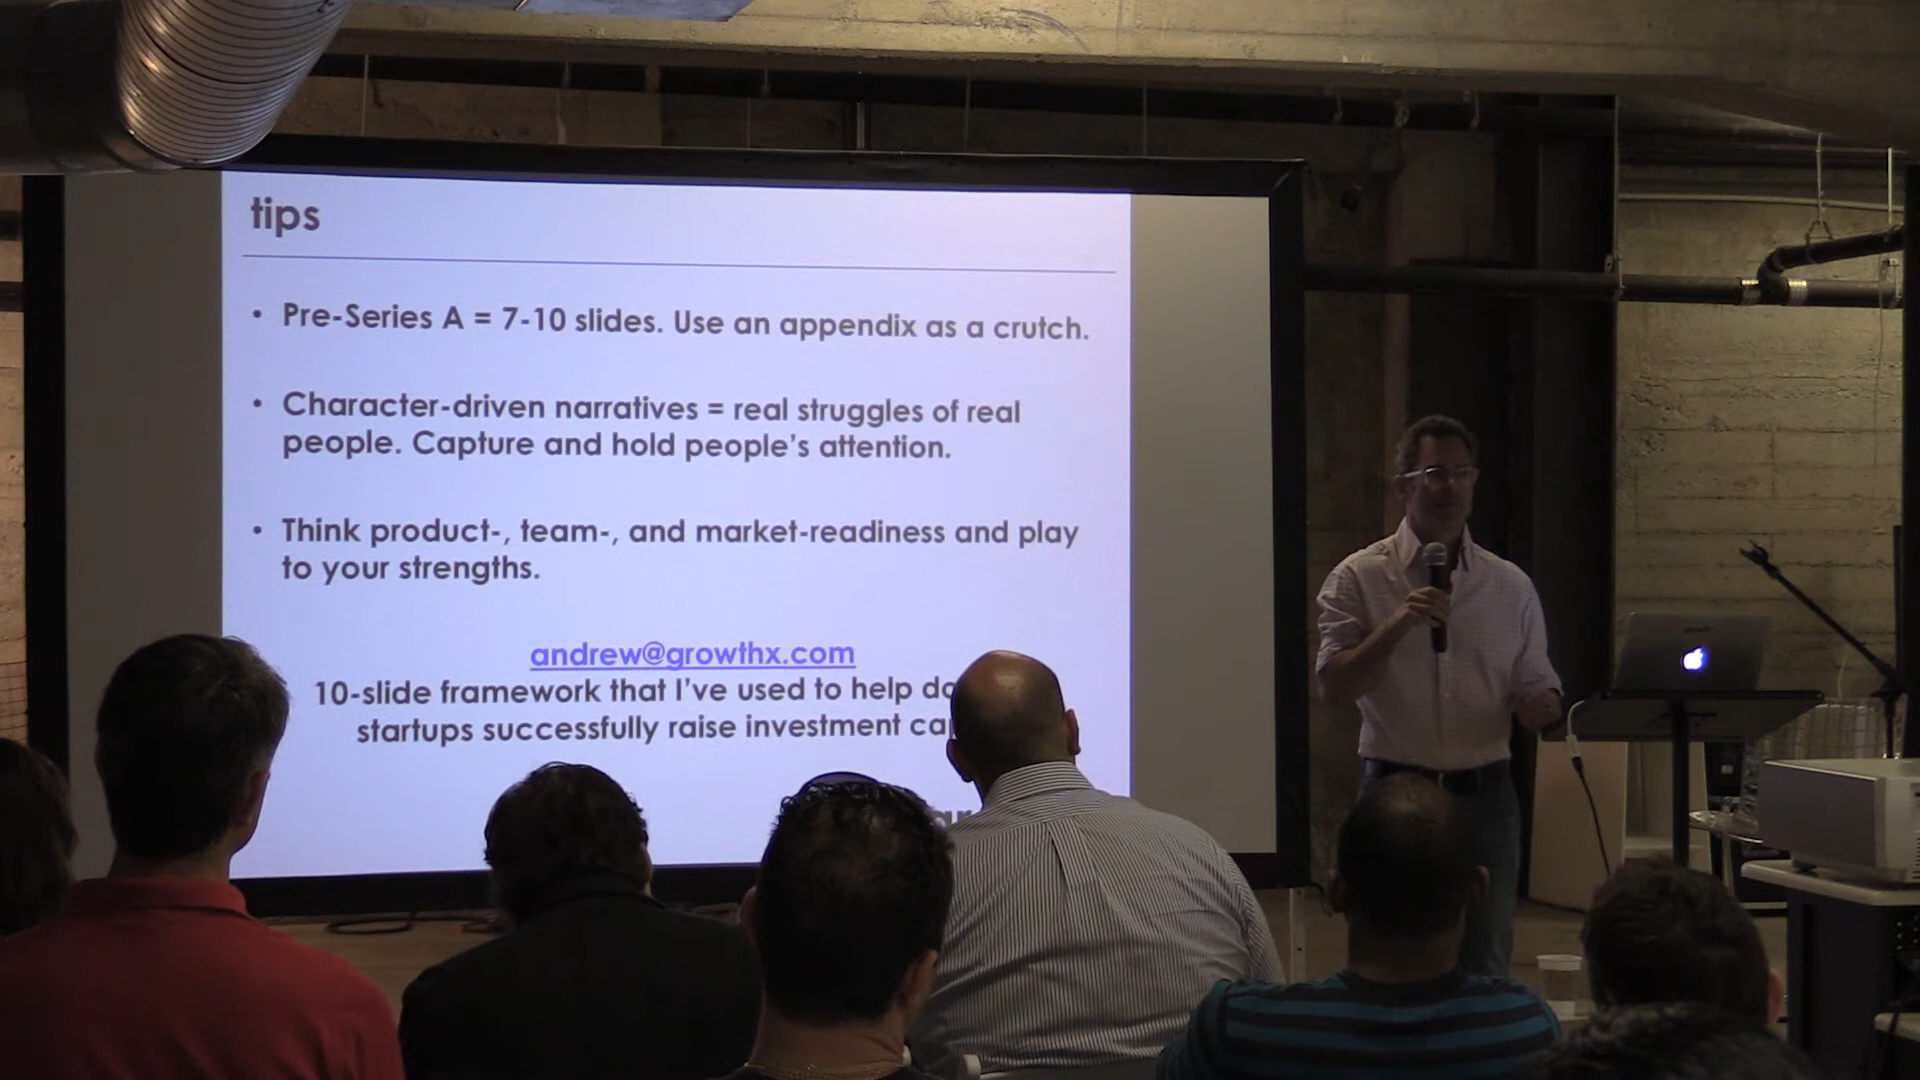 tips
• Pre-Series A = 7-10 slides. Use an appendix as a crutch.
• Character-driven narratives = real struggles of real
people. Capture and hold people's attention.
• Think product-, team-, and market-readiness and play
to your strengths.
andrew@growthx.com
10-slide framework that I've used to help
startups successfully raise investment